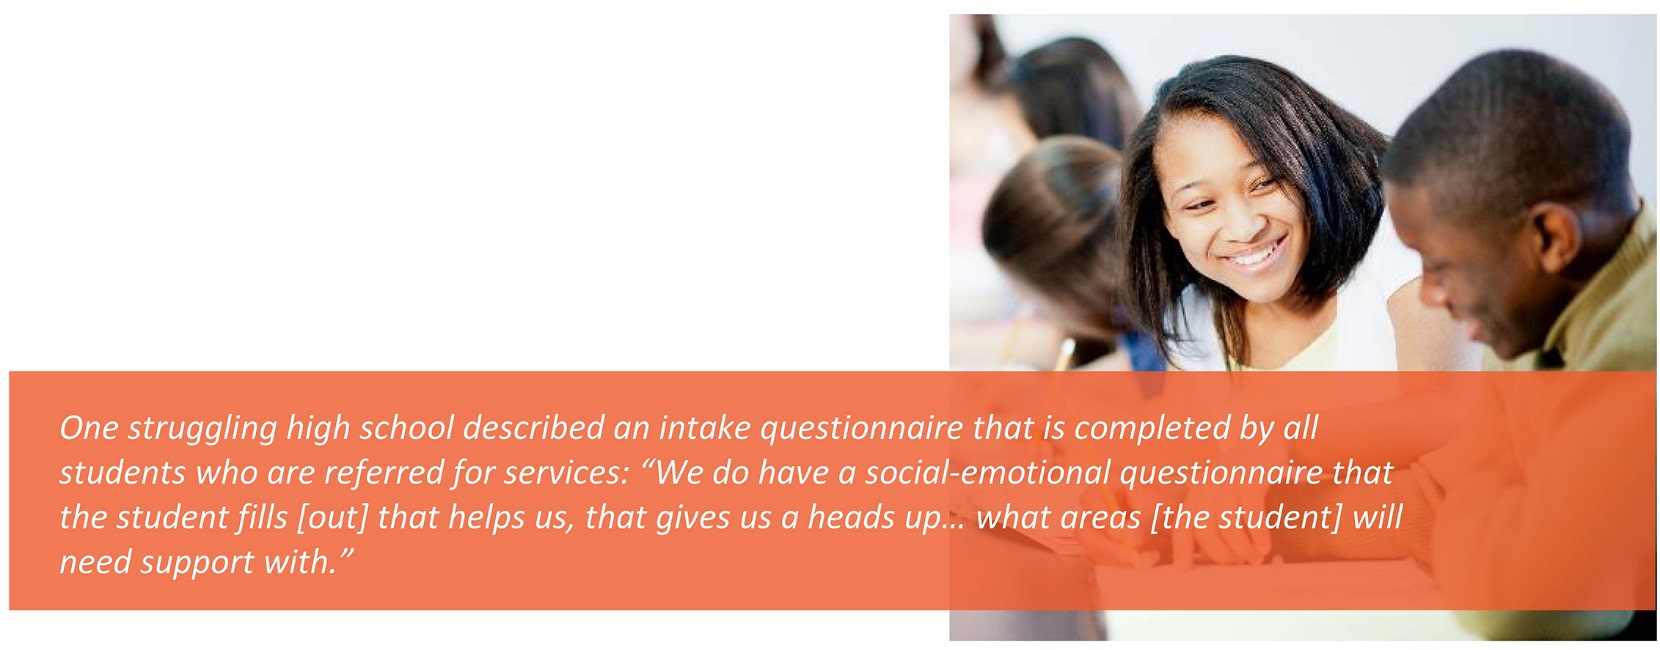 One struggling high school described an intake questionnaire that is completed by all
students who are referred for services: “We do have a social-emotional questionnaire that
the student fills [out] that helps us, that gives us a heads up… what areas [the student] will
need support with.”